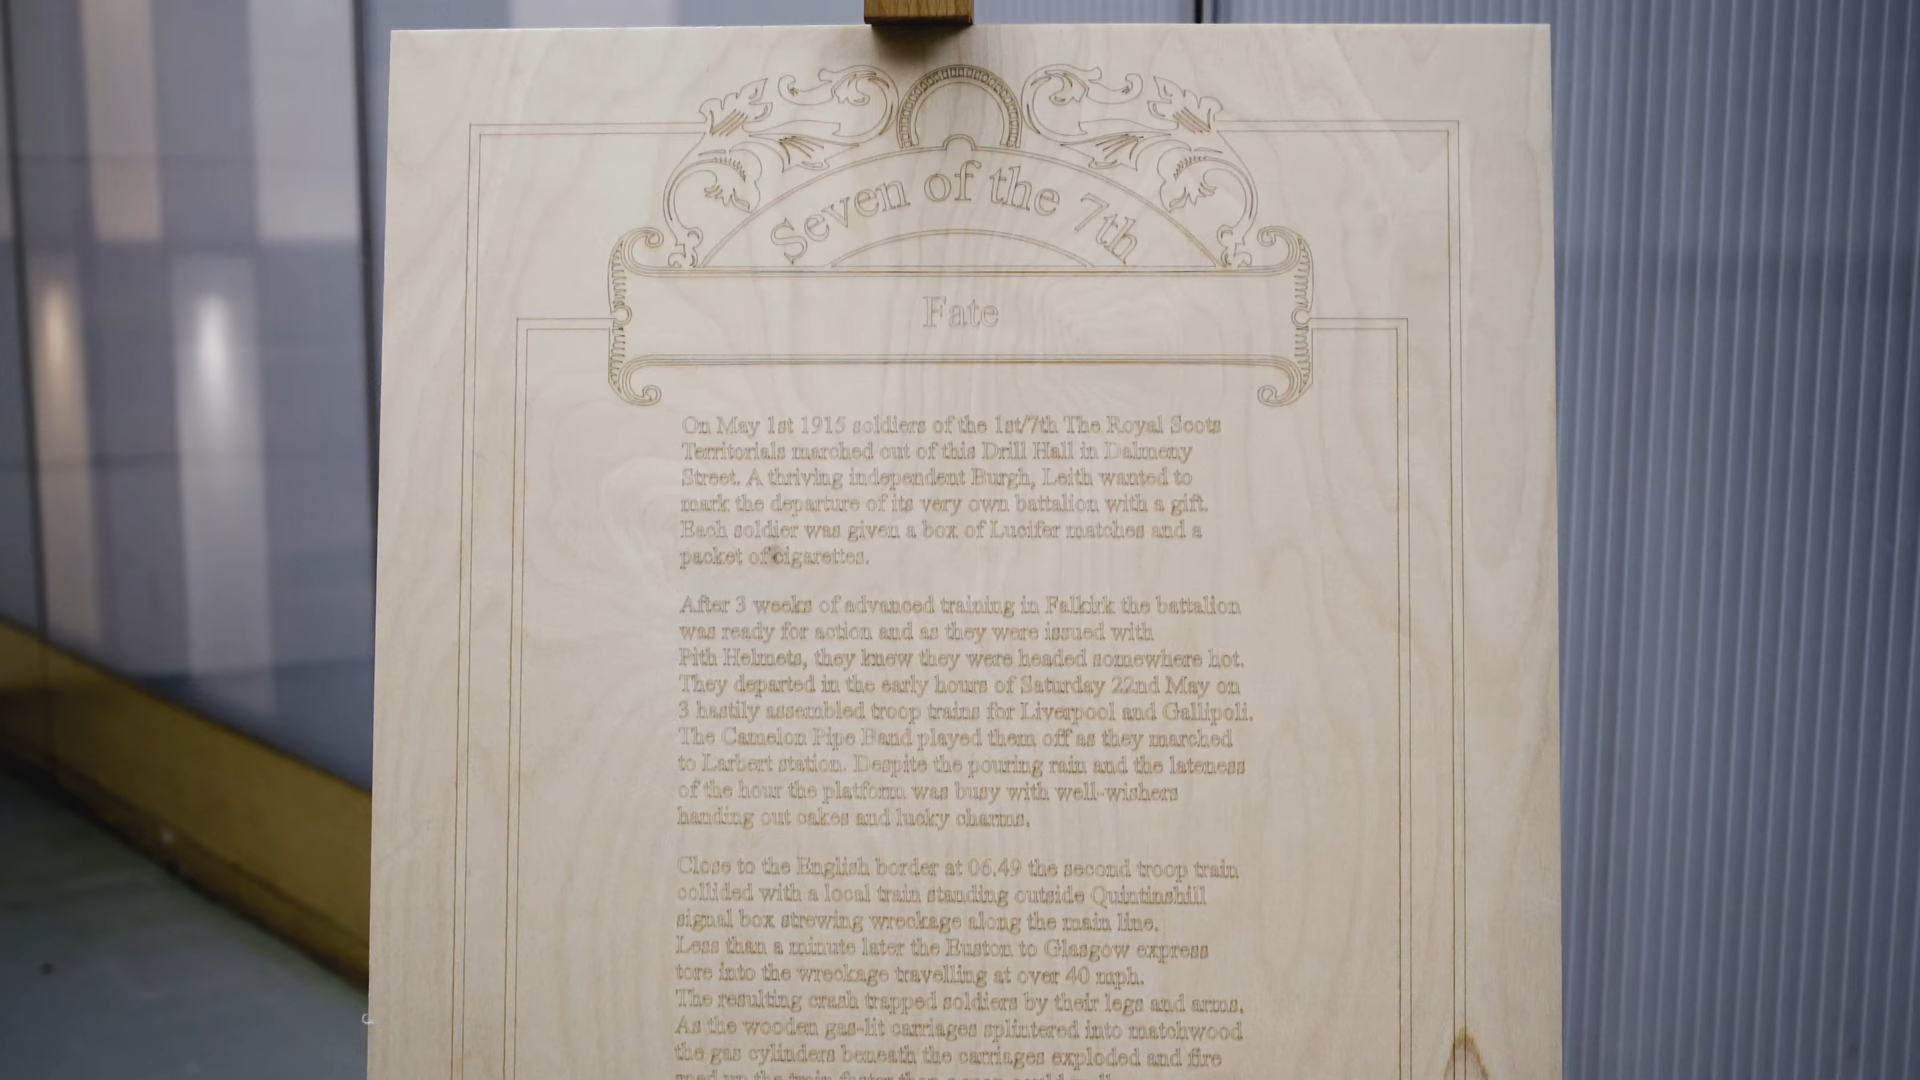 Seven of the 7th
Fate
On May 1st 1915 soldiers of the 1st/7th The Royal Scots
Territorials marched out of this Drill Hall in Dalmeny
Street. A thriving independent Burgh, Leith wanted to
mark the departure of its very own battalion with a gift.
Each soldier was given a box of Lucifer matches and a
packet of cigarettes.
After 3 weeks of advanced training in Falkirk the battalion
was ready for action and as they were issued with
Pith Helmets, they knew they were headed somewhere hot.
They departed in the early hours of Saturday 22nd May on
3 hastily assembled troop trains for Liverpool and Gallipoli.
The Camelon Pipe Band played them off as they marched
to Larbert station. Despite the pouring rain and the lateness
of the hour the platform was busy with well-wishers
handing out cakes and lucky charms.
Close to the English border at 06.49 the second troop train
collided with a local train standing outside Quintinshill
signal box strewing wreckage along the main line.
Less than a minute later the Euston to Glasgow express
tore into the wreckage travelling at over 40 mph.
The resulting crash trapped soldiers by their legs and arms.
As the wooden gas-lit carriages splintered into matchwood
the gas cylinders beneath the carriages exploded and fire